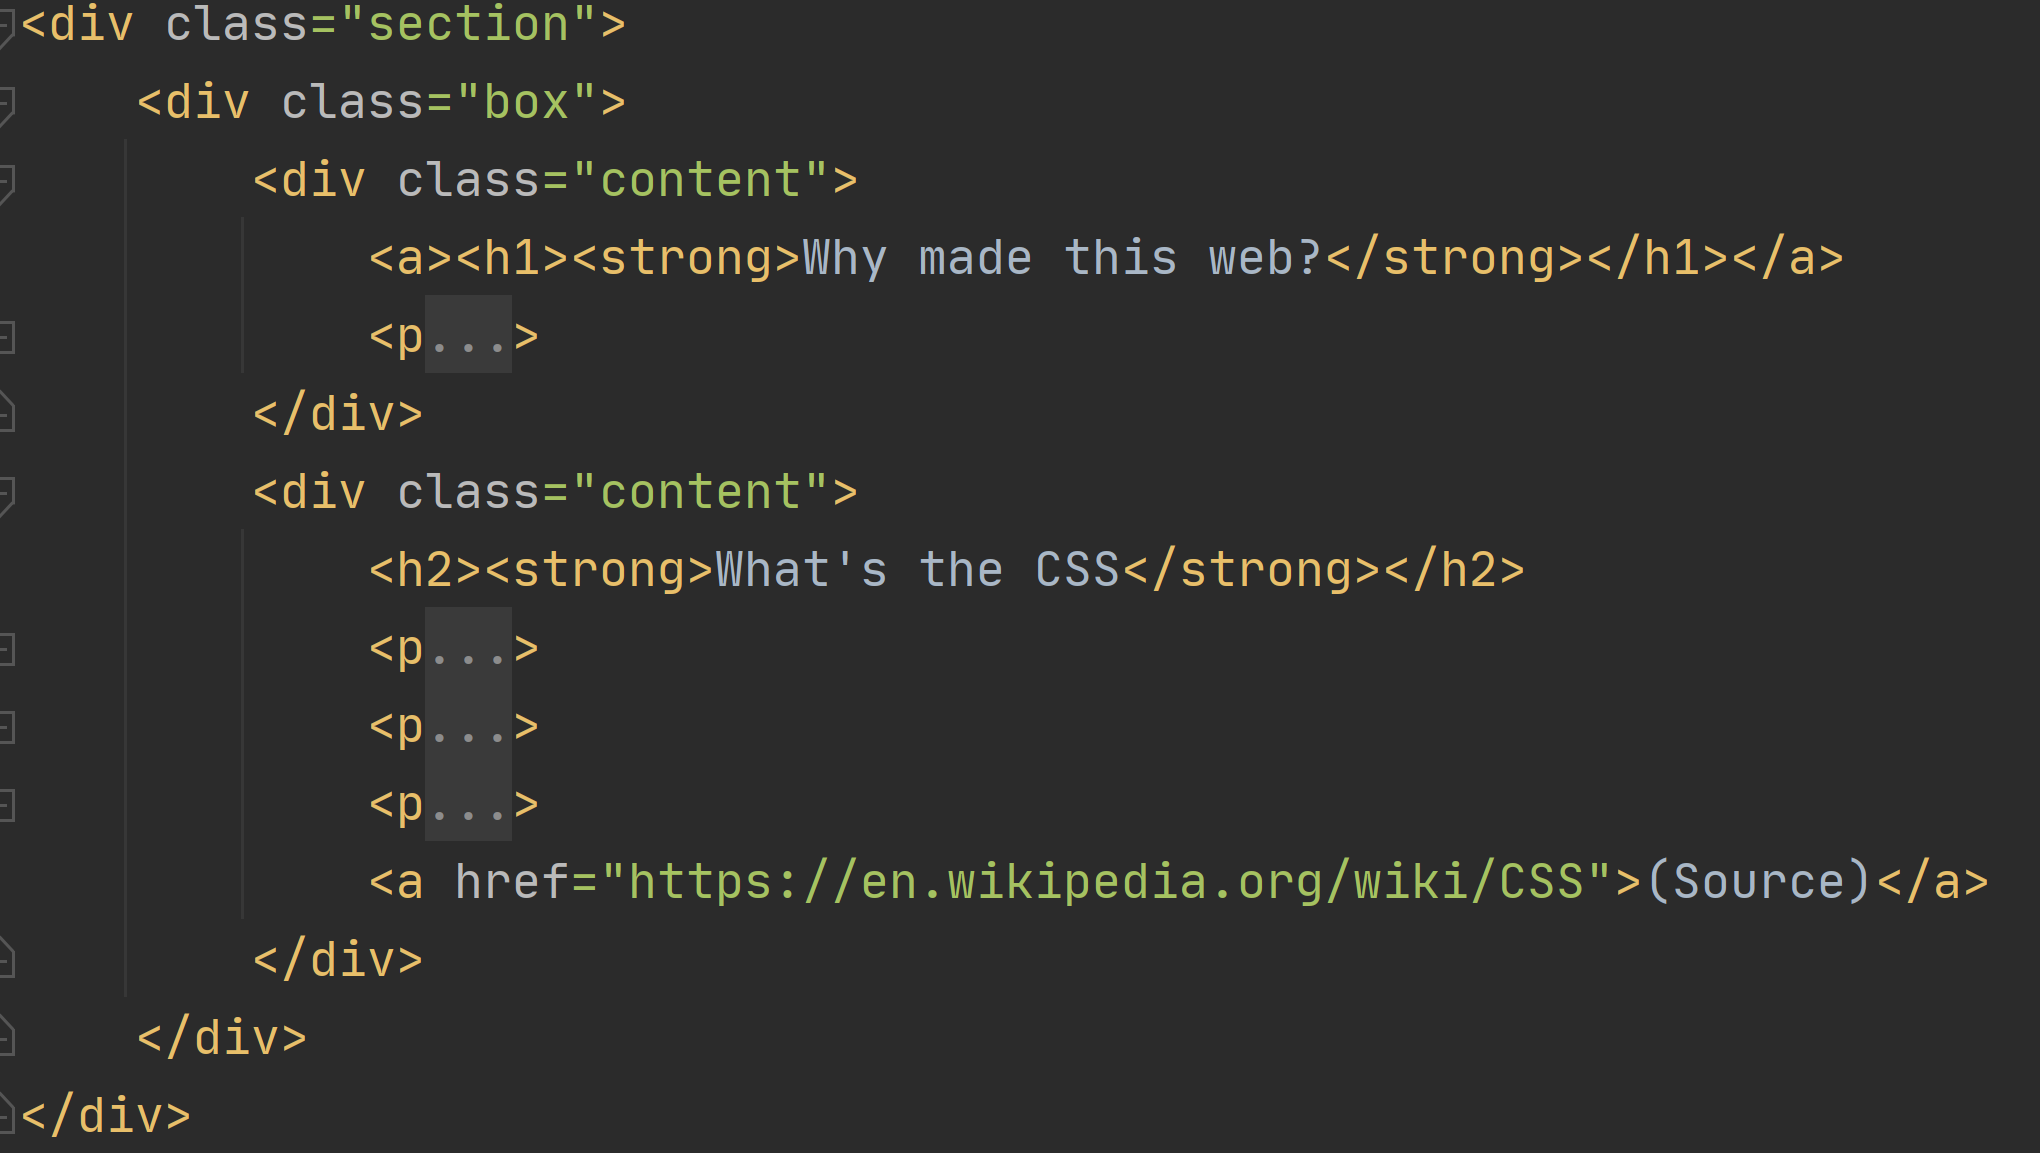 <div class="section">
<div class="box">
<div class="content">
<a><h1><strong>Why made this web?</strong></h1></a>
<p...>
</div>
<div class="content">
<h2><strong>What's the CSS</strong></h2>
<p...>
<p...>
<p...>
<a href="https://en.wikipedia.org/wiki/CSS">(Source)</a>
</div>
</div>
</div>